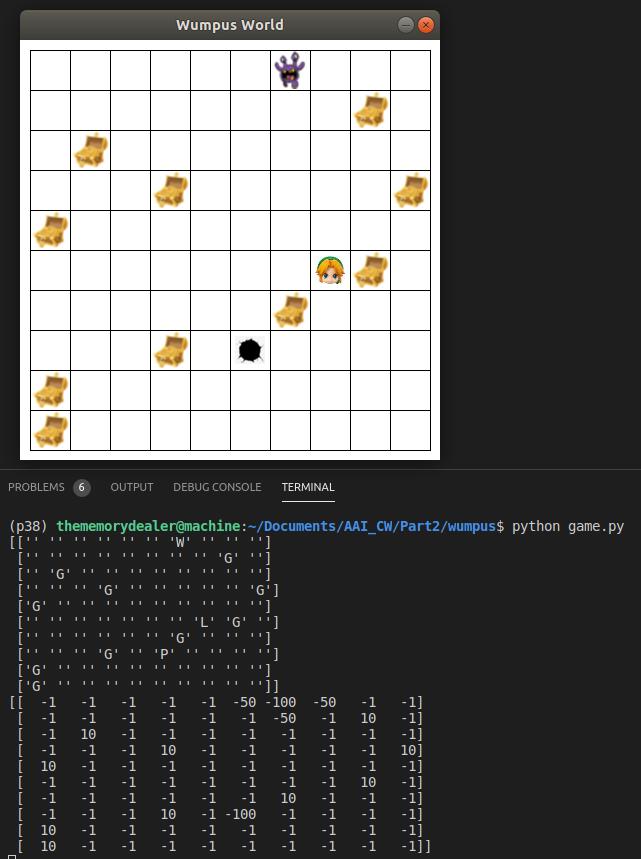 Wumpus World
PROBLEMS 6 OUTPUT DEBUG CONSOLE TERMINAL
(p38) thememorydealer@machine:~/Documents/AAI_CW/Part2/wumpus$ python game.py
[['' '' '' '' '' '' 'W' '' '' '']
['' '' '' '' '' '' '' '' 'G' '']
['' 'G' '' '' '' '' '' '' '' '']
['' '' '' 'G' '' '' '' '' '' 'G']
['G' '' '' '' '' '' '' '' '' '']
['' '' '' '' '' '' '' 'L' 'G' '']
['' '' '' '' '' '' 'G' '' '' '']
['' '' '' 'G' '' 'P' '' '' '' '']
['G' '' '' '' '' '' '' '' '' '']
['G' '' '' '' '' '' '' '' '' '']]
[[ -1 -1 -1 -1 -1 -50 -100 -50 -1 -1]
[ -1 -1 -1 -1 -1 -1 -50 -1 10 -1]
[ -1 10 -1 -1 -1 -1 -1 -1 -1 -1]
[ -1 -1 -1 10 -1 -1 -1 -1 -1 10]
[ 10 -1 -1 -1 -1 -1 -1 -1 -1 -1]
[ -1 -1 -1 -1 -1 -1 -1 -1 10 -1]
[ -1 -1 -1 -1 -1 -1 10 -1 -1 -1]
[ -1 -1 -1 10 -1 -100 -1 -1 -1 -1]
[ 10 -1 -1 -1 -1 -1 -1 -1 -1 -1]
[ 10 -1 -1 -1 -1 -1 -1 -1 -1 -1]]